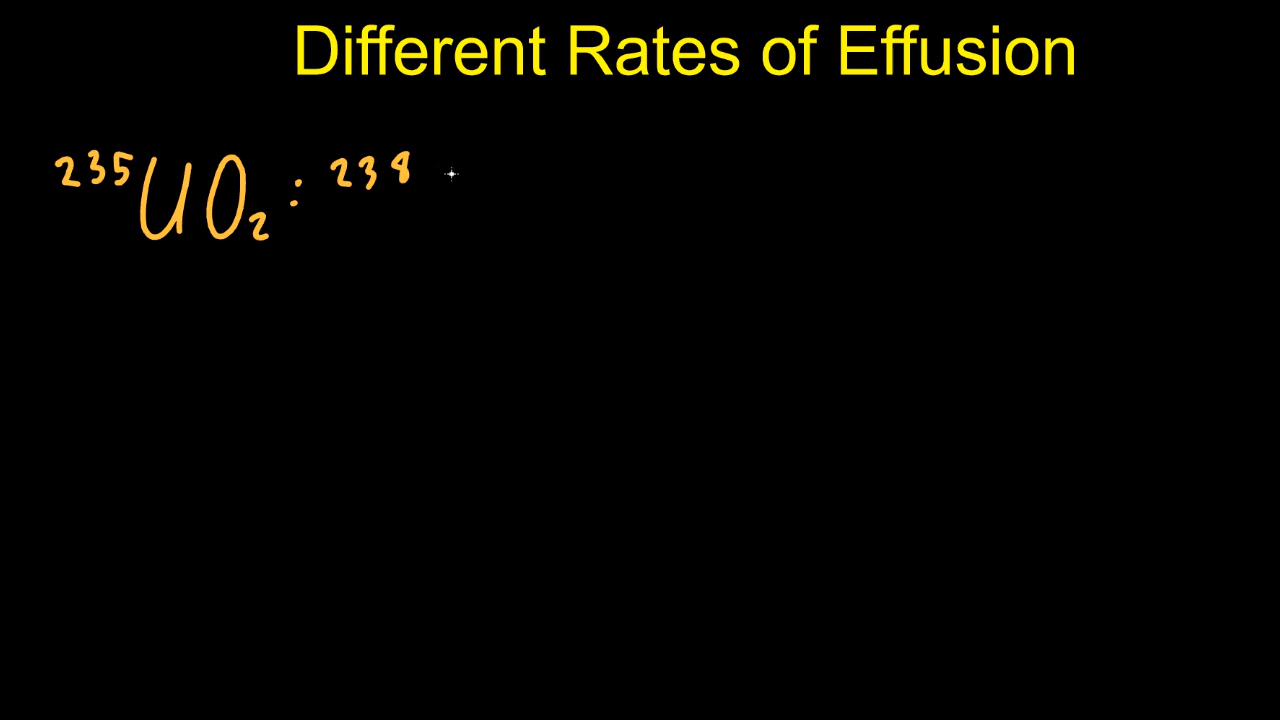 Different Rates of Effusion
²³⁵UO₂ : ²³⁸